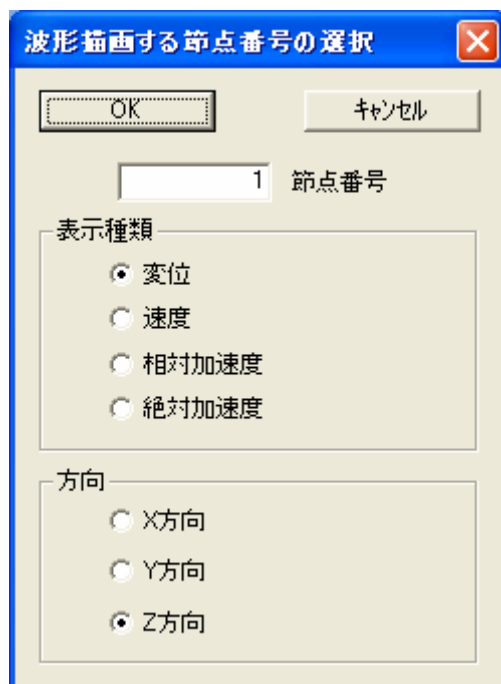 波形描画する節点番号の選択
OK キャンセル
1 節点番号
表示種類
変位
速度
相対加速度
絶対加速度
方向
X方向
Y方向
Z方向